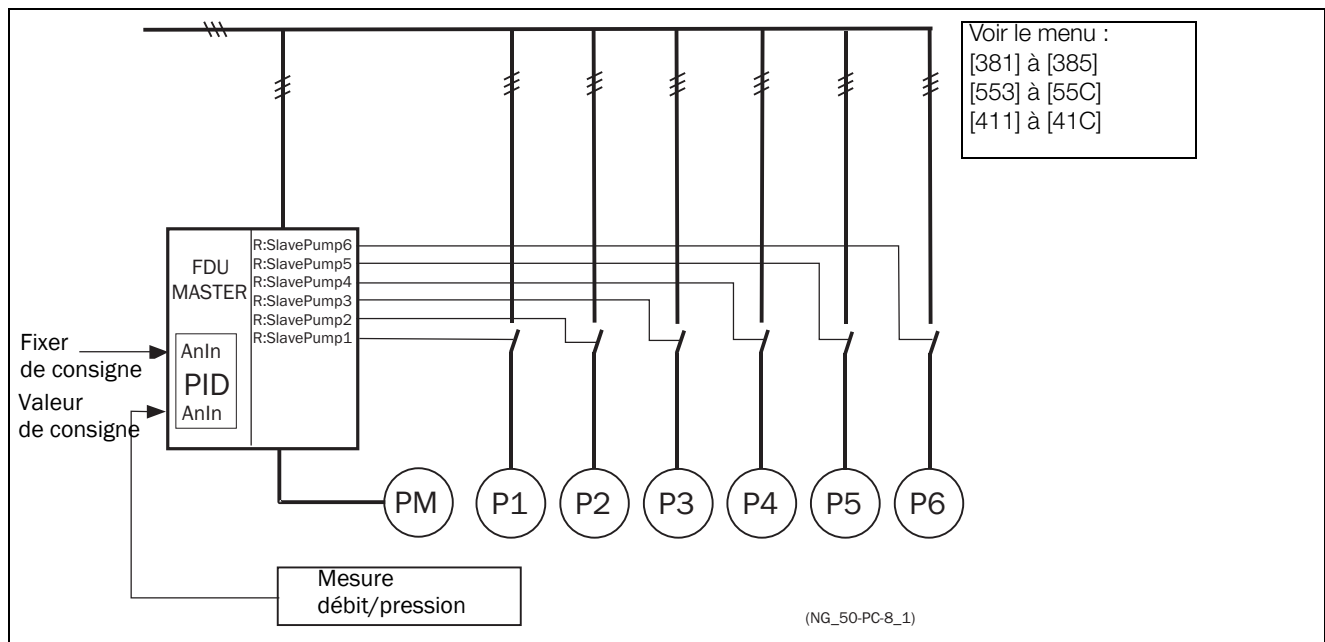 Voir le menu :
[381] à [385]
[553] à [55C]
[411] à [41C]
FDU
MASTER
R:SlavePump6
R:SlavePump5
R:SlavePump4
R:SlavePump3
R:SlavePump2
R:SlavePump1
Fixer
de consigne
AnIn
PID
AnIn
Valeur
de consigne
PM
P1
P2
P3
P4
P5
P6
Mesure
débit/pression
(NG_50-PC-8_1)